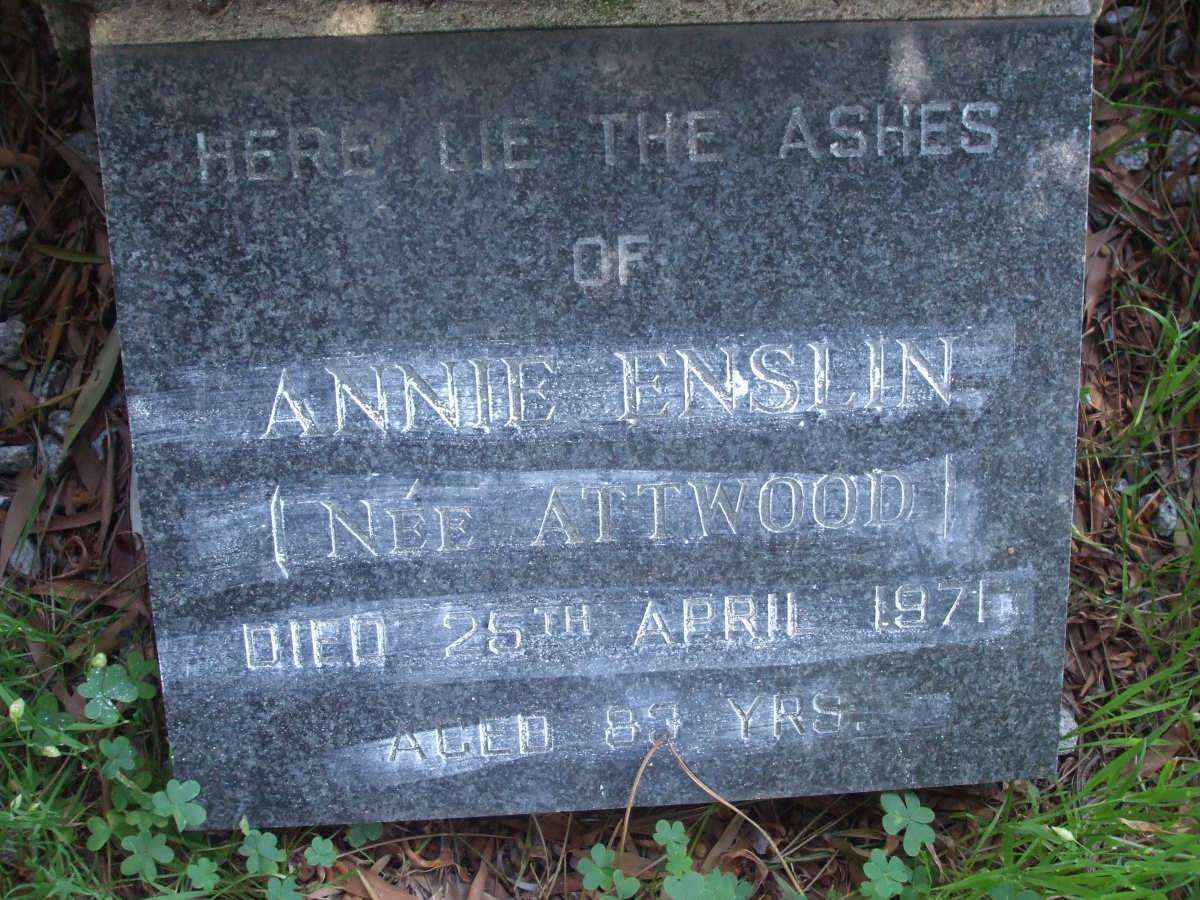 HERE LIE THE ASHES
OF
ANNIE ENSLIN
(NÉE ATTWOOD)
DIED 25TH APRIL 1971
AGED 83 YRS.